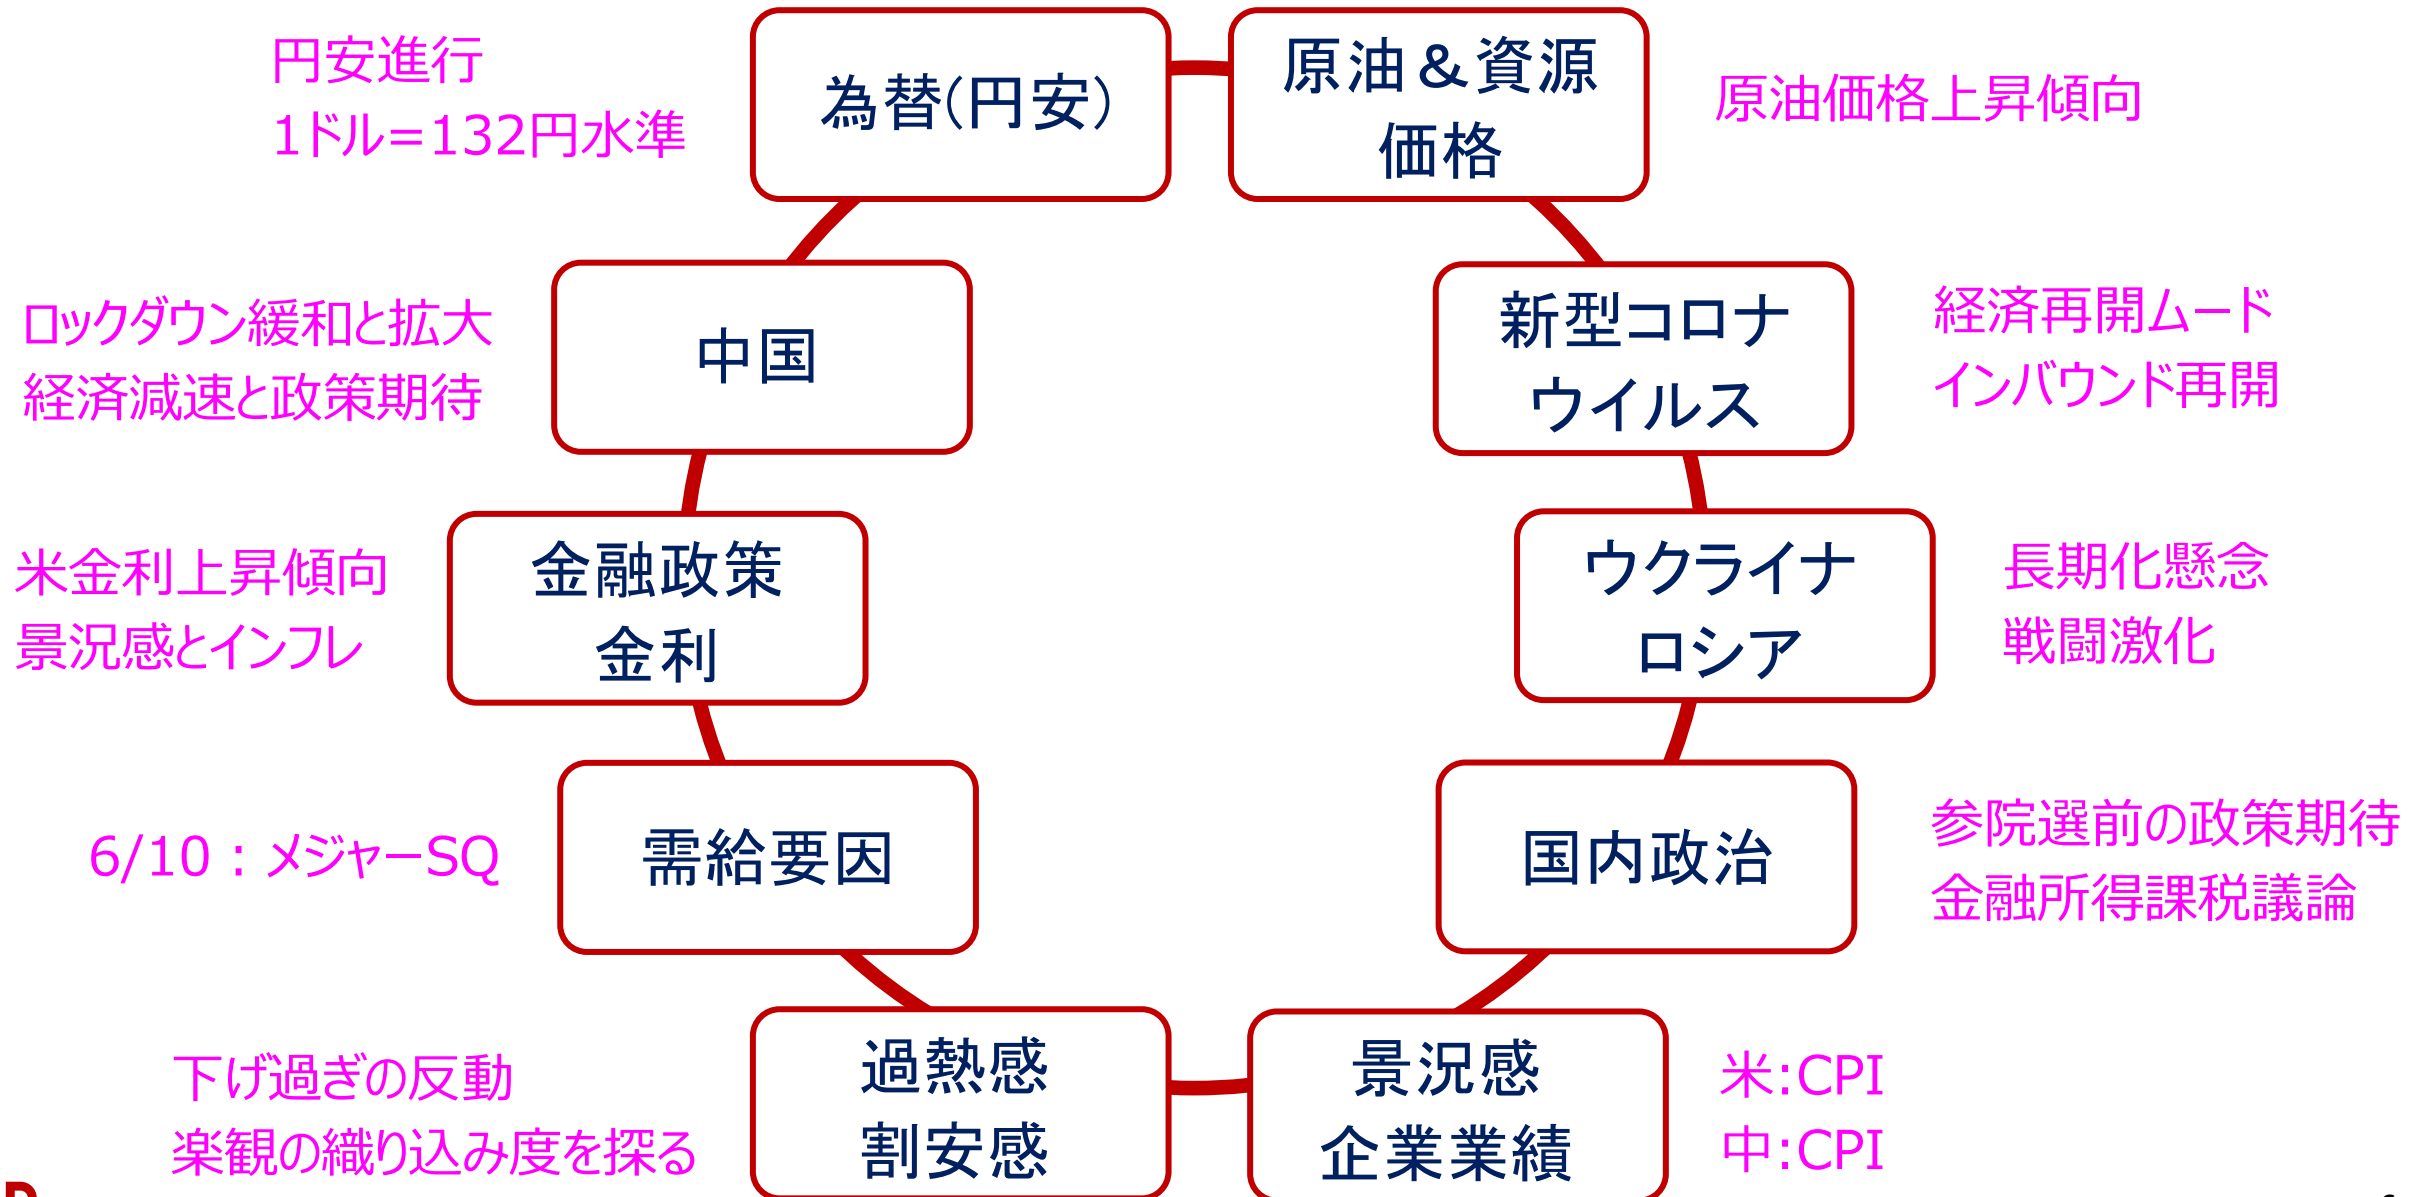 円安進行
1ドル=132円水準
為替(円安)
原油＆資源
価格
原油価格上昇傾向
ロックダウン緩和と拡大
経済減速と政策期待
中国
新型コロナ
ウイルス
経済再開ムード
インバウンド再開
米金利上昇傾向
景況感とインフレ
金融政策
金利
ウクライナ
ロシア
長期化懸念
戦闘激化
6/10：メジャーSQ
需給要因
国内政治
参院選前の政策期待
金融所得課税議論
下げ過ぎの反動
楽観の織り込み度を探る
過熱感
割安感
景況感
企業業績
米:CPI
中:CPI